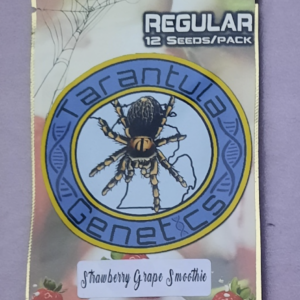 REGULAR
12 SEEDS/PACK
Tarantula
Genetics
Strawberry Grape Smoothie